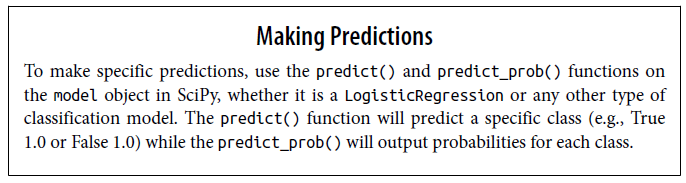 Making Predictions
To make specific predictions, use the predict() and predict_prob() functions on
the model object in SciPy, whether it is a LogisticRegression or any other type of
classification model. The predict() function will predict a specific class (e.g., True
1.0 or False 1.0) while the predict_prob() will output probabilities for each class.